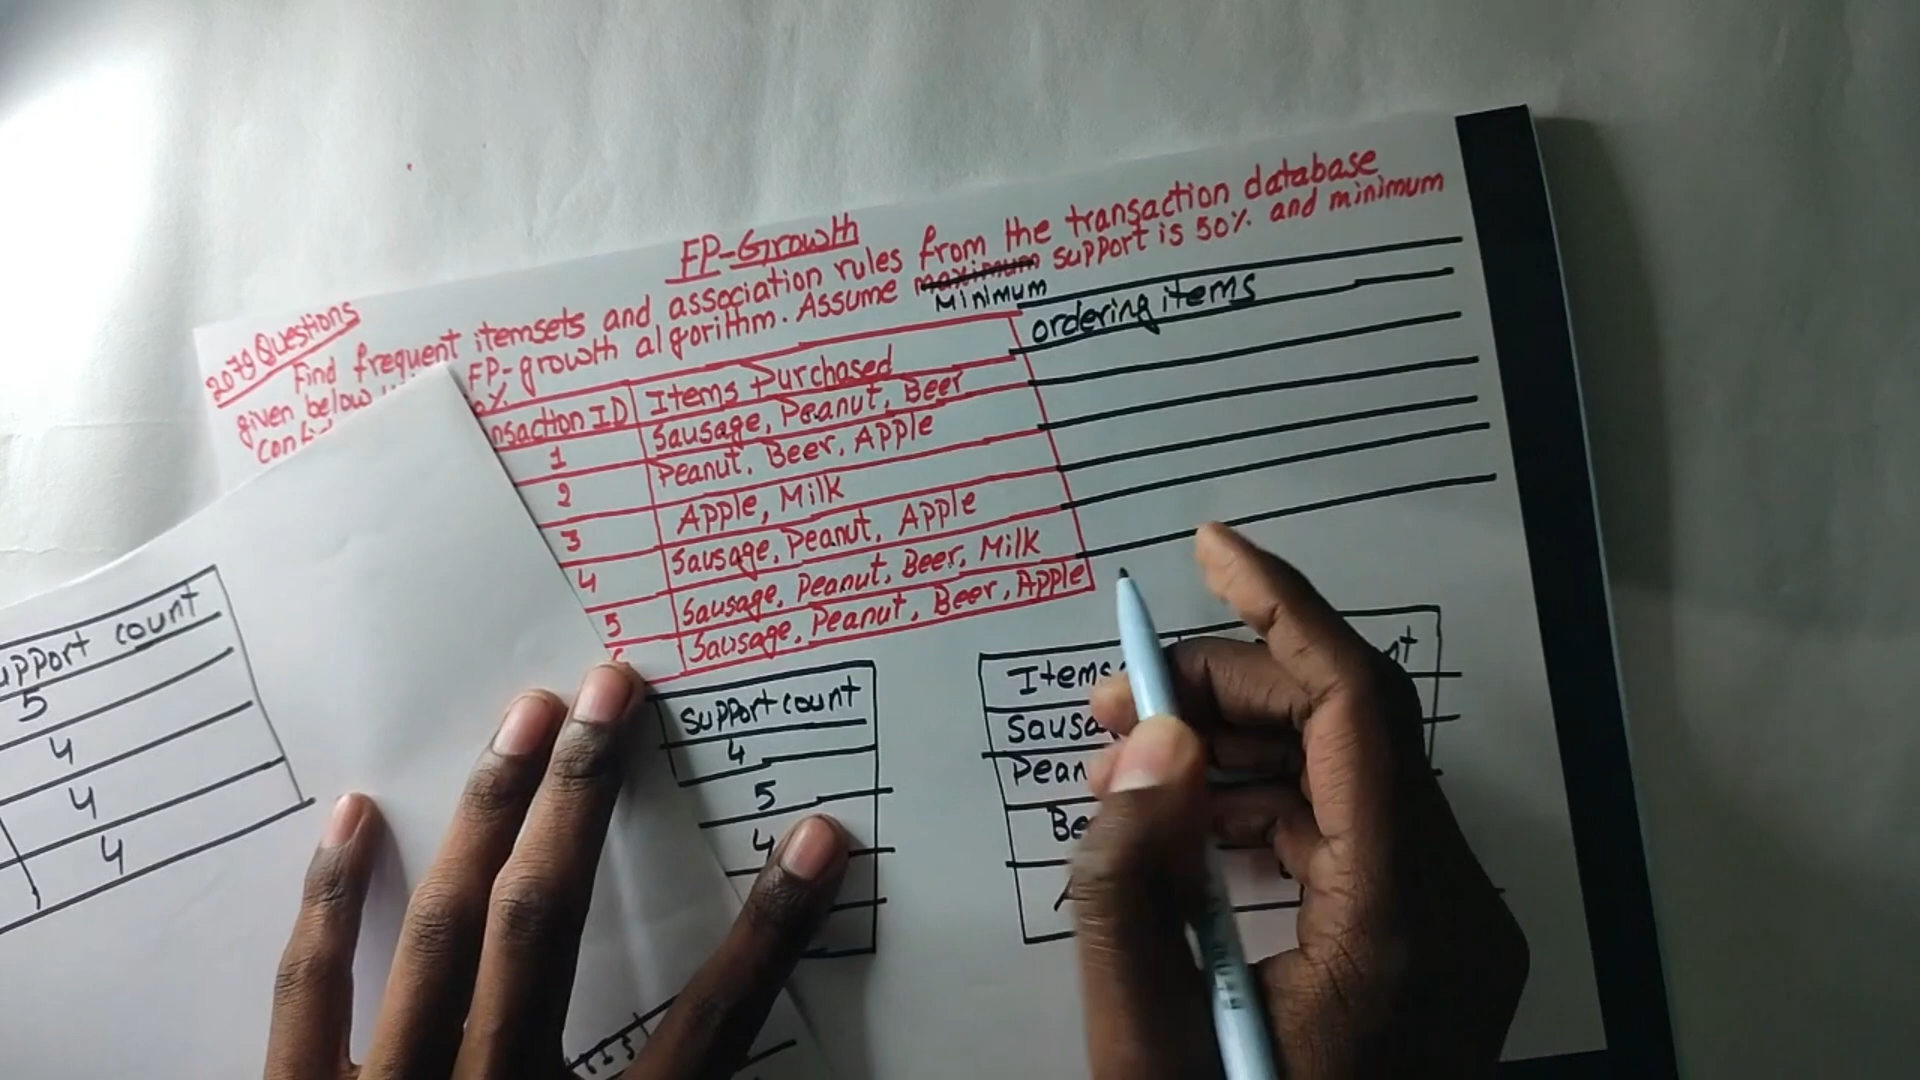 FP-Growth
2079 Questions
Find frequent itemsets and association rules from the transaction database
given below FP-growth algorithm. Assume maximum support is 50% and minimum
Minimum
%
Items Purchased
ordering items
1 Sausage, Peanut, Beer
2 Peanut, Beer, Apple
3 Apple, Milk
4 Sausage, Peanut, Apple
5 Sausage, Peanut, Beer, Milk
Sausage, Peanut, Beer, Apple
support count
4
5
4
Items
count
5
4
4
4